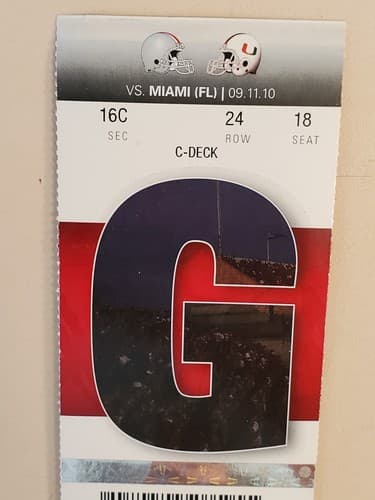 U
VS. MIAMI (FL) | 09.11.10
16C 24 18
SEC ROW SEAT
C-DECK
G